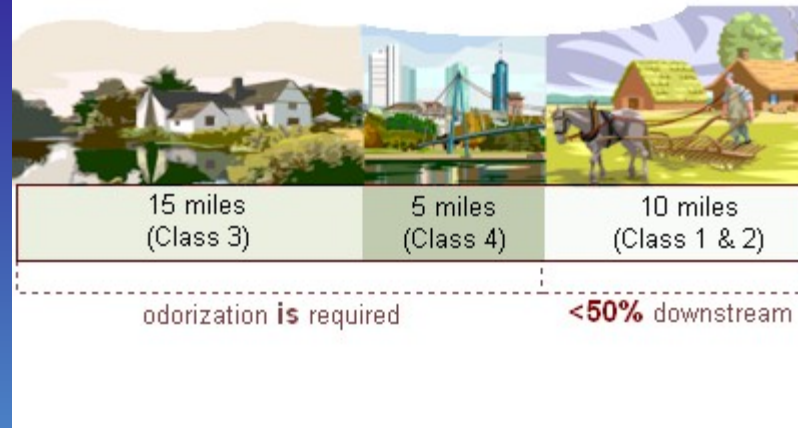 15 miles
(Class 3)
5 miles
(Class 4)
10 miles
(Class 1 & 2)
odorization is required
<50% downstream